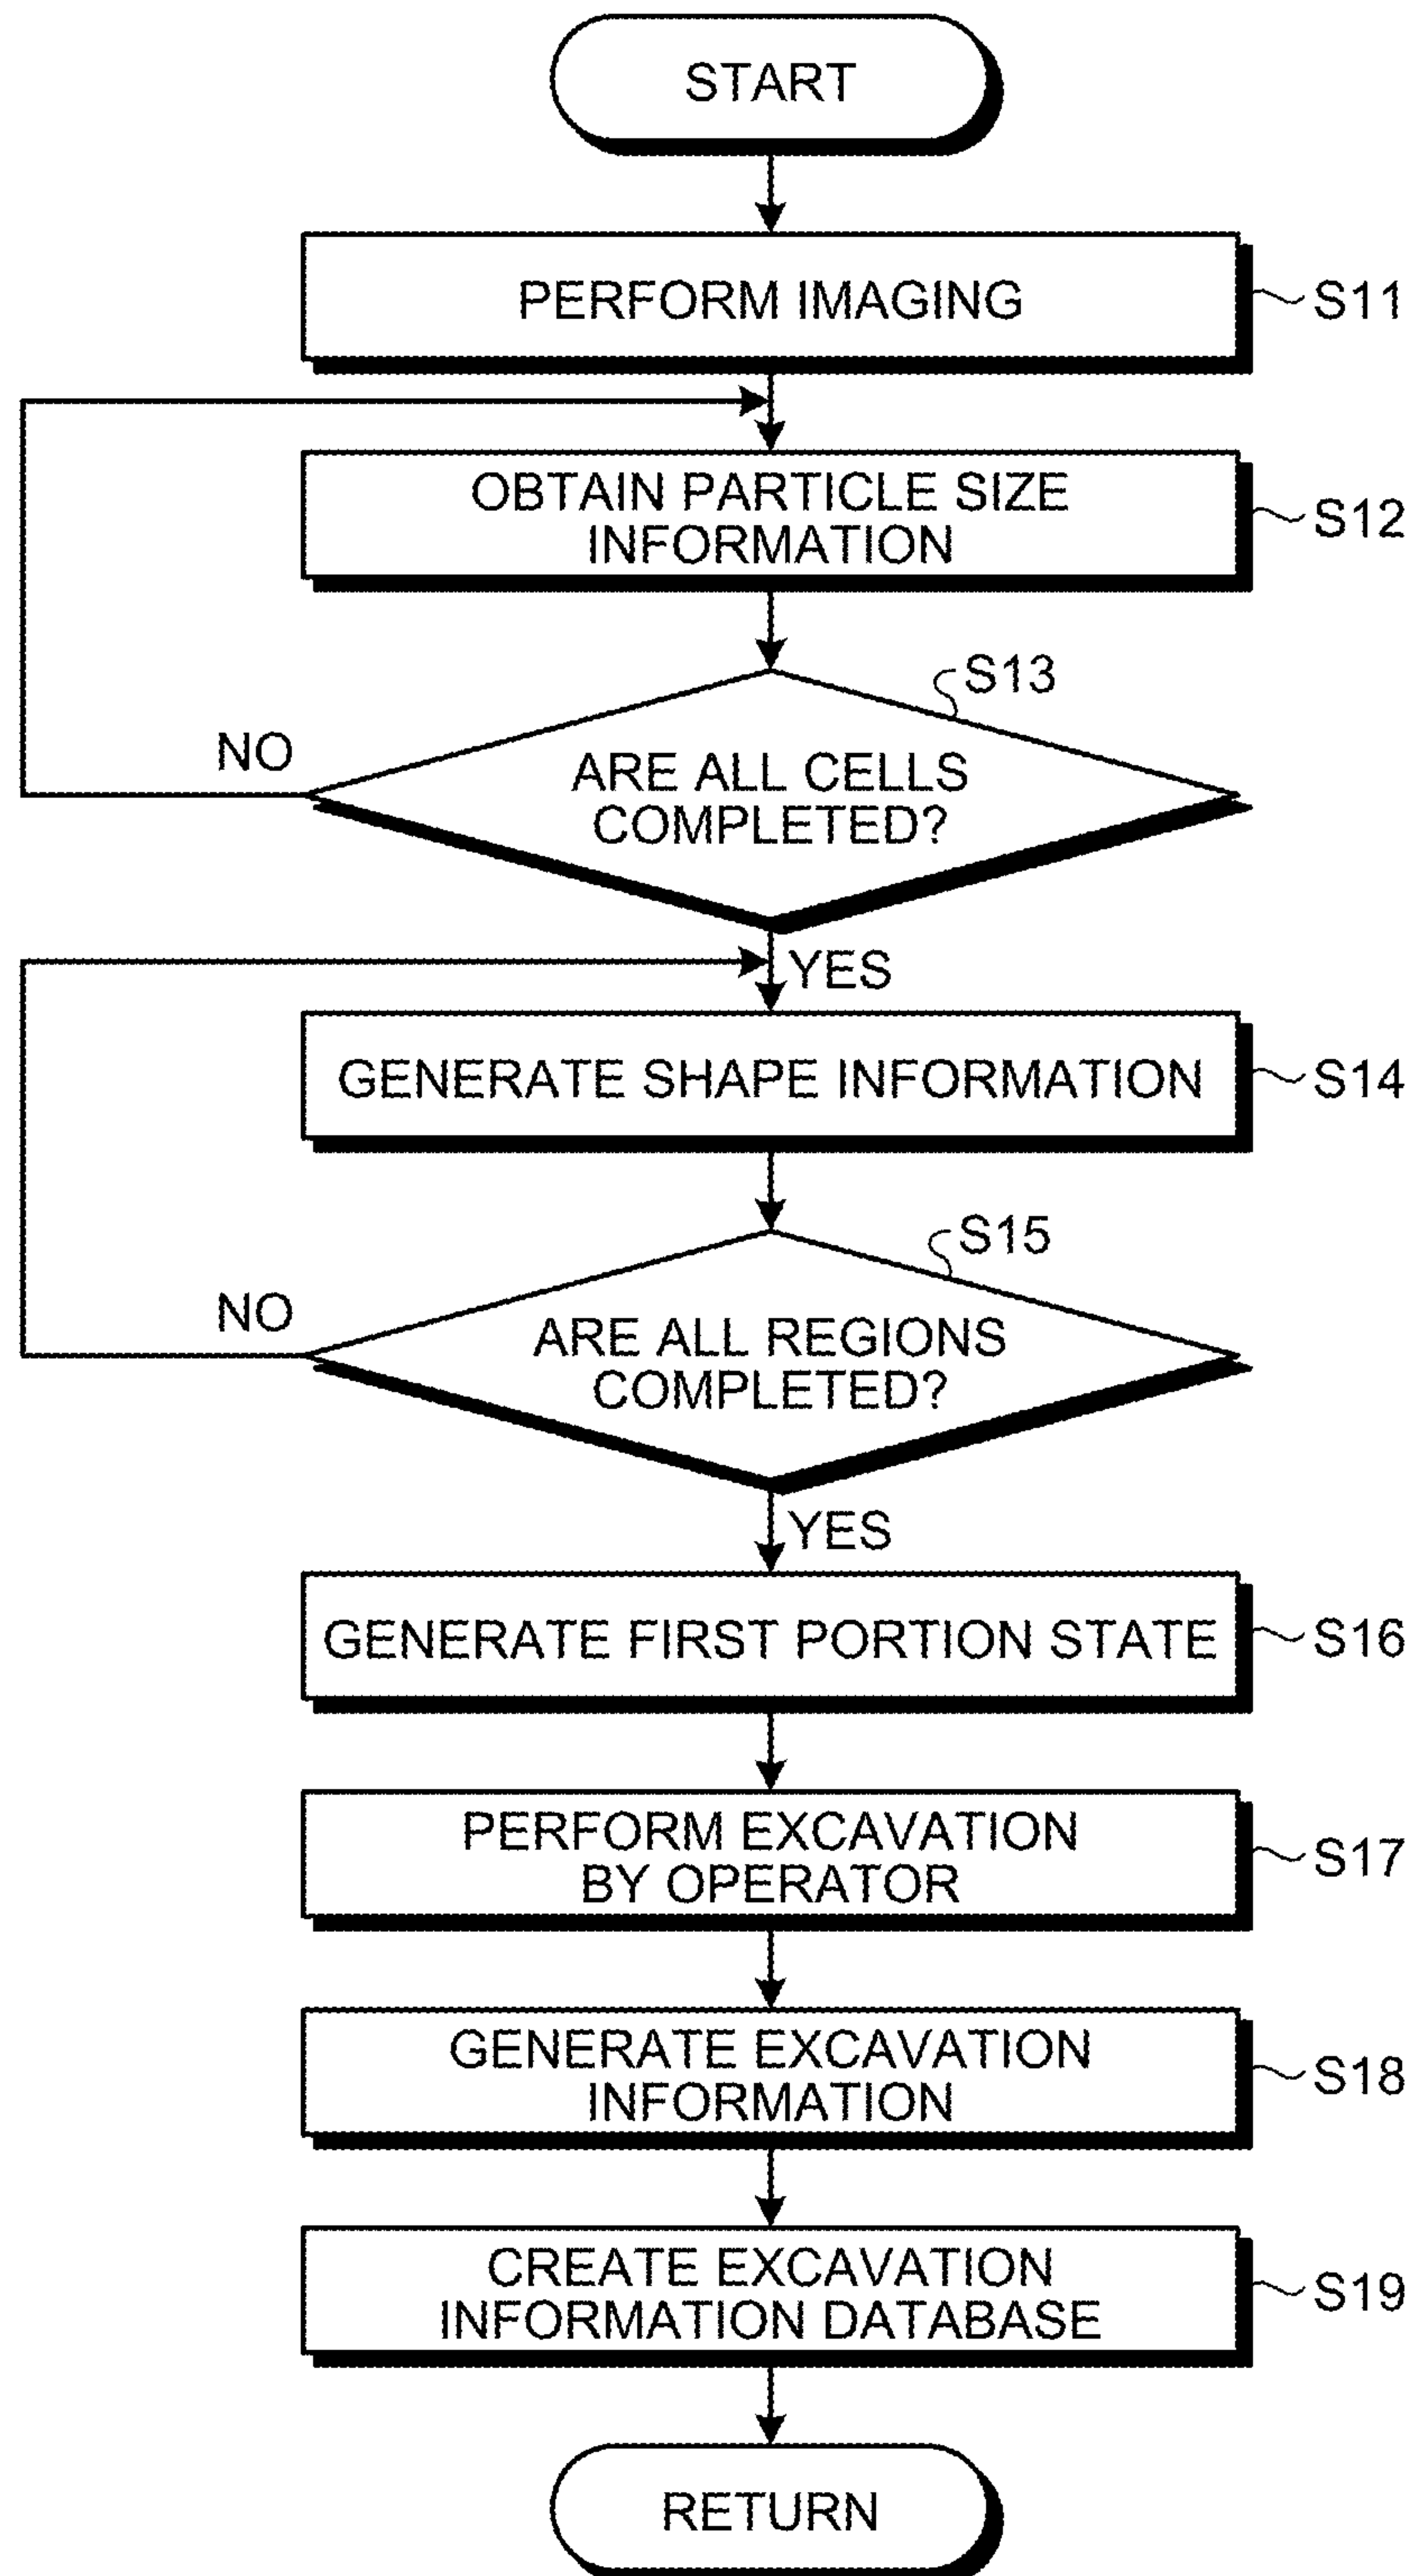 START
PERFORM IMAGING
S11
OBTAIN PARTICLE SIZE
INFORMATION
S12
S13
ARE ALL CELLS
COMPLETED?
NO
YES
GENERATE SHAPE INFORMATION
S14
S15
ARE ALL REGIONS
COMPLETED?
NO
YES
GENERATE FIRST PORTION STATE
S16
PERFORM EXCAVATION
BY OPERATOR
S17
GENERATE EXCAVATION
INFORMATION
S18
CREATE EXCAVATION
INFORMATION DATABASE
S19
RETURN